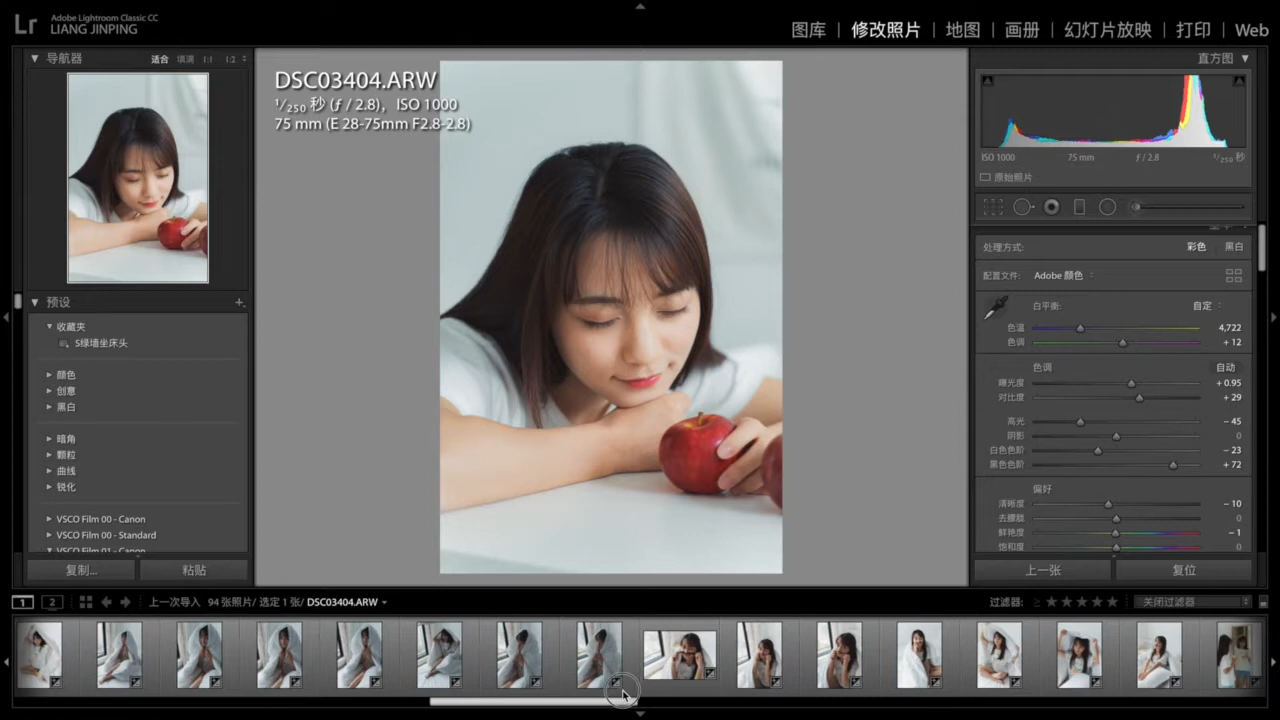 Lr
Adobe Lightroom Classic CC
LIANG JINPING
图库 | 修改照片 | 地图 | 画册 | 幻灯片放映 | 打印 | Web
导航器 适合 填满 1:1 1:2
DSC03404.ARW
1/250 秒 (ƒ / 2.8), ISO 1000
75 mm (E 28-75mm F2.8-2.8)
直方图
ISO 1000 75 mm ƒ / 2.8 1/250 秒
原始照片
处理方式: 彩色 黑白
配置文件: Adobe 颜色
白平衡: 自定
色温 4,722
色调 + 12
色调 自动
曝光度 + 0.95
对比度 + 29
高光 - 45
阴影 0
白色色阶 - 23
黑色色阶 + 72
偏好
清晰度 - 10
去朦胧 0
鲜艳度 - 1
饱和度 0
上一张 复位
预设
收藏夹
S绿墙坐床头
颜色
创意
黑白
暗角
颗粒
曲线
锐化
VSCO Film 00 - Canon
VSCO Film 00 - Standard
VSCO Film 01 - Canon
复制... 粘贴
1 2 上一次导入 94 张照片/ 选定 1 张/ DSC03404.ARW
过滤器: ≥ ★★★★★ 关闭过滤器